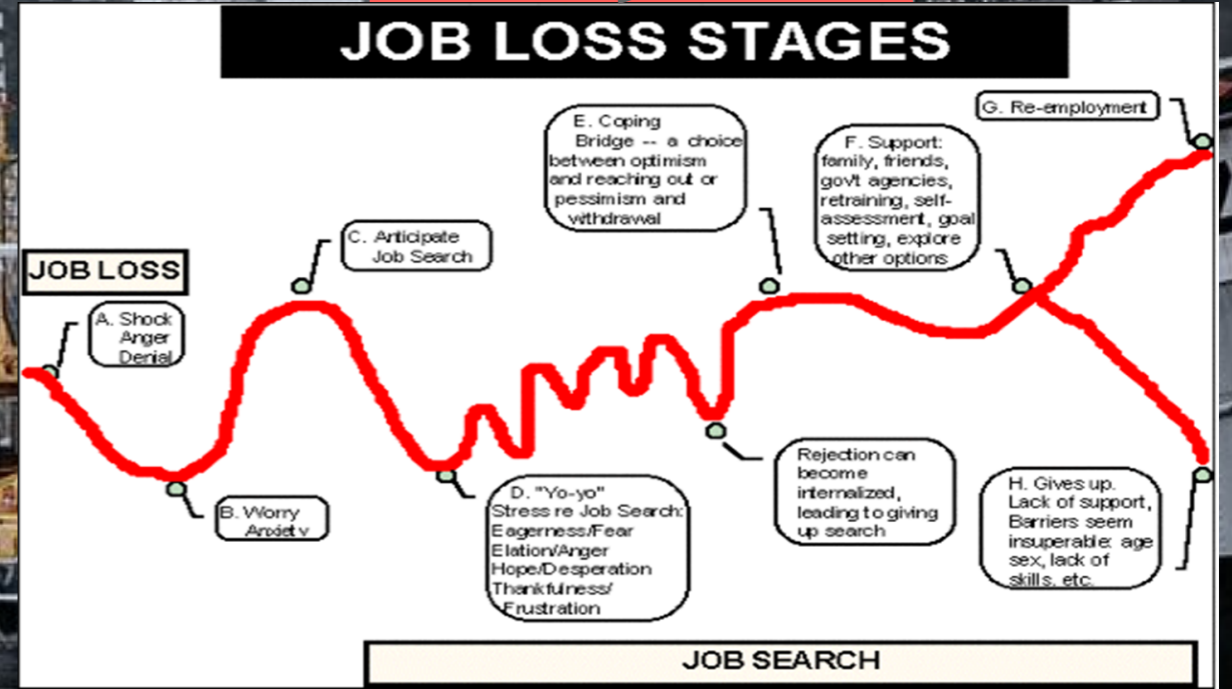 JOB LOSS STAGES
JOB LOSS
A. Shock
Anger
Denial
B. Worry
Anxiety
C. Anticipate
Job Search
D. "Yo-yo"
Stress re Job Search:
Eagerness/Fear
Elation/Anger
Hope/Desperation
Thankfulness/
Frustration
E. Coping
Bridge -- a choice
between optimism
and reaching out or
pessimism and
withdrawal
Rejection can
become
internalized,
leading to giving
up search
F. Support:
family, friends,
gov't agencies,
retraining, self-
assessment, goal
setting, explore
other options
G. Re-employment
H. Gives up.
Lack of support,
Barriers seem
insuperable: age
sex, lack of
skills, etc.
JOB SEARCH